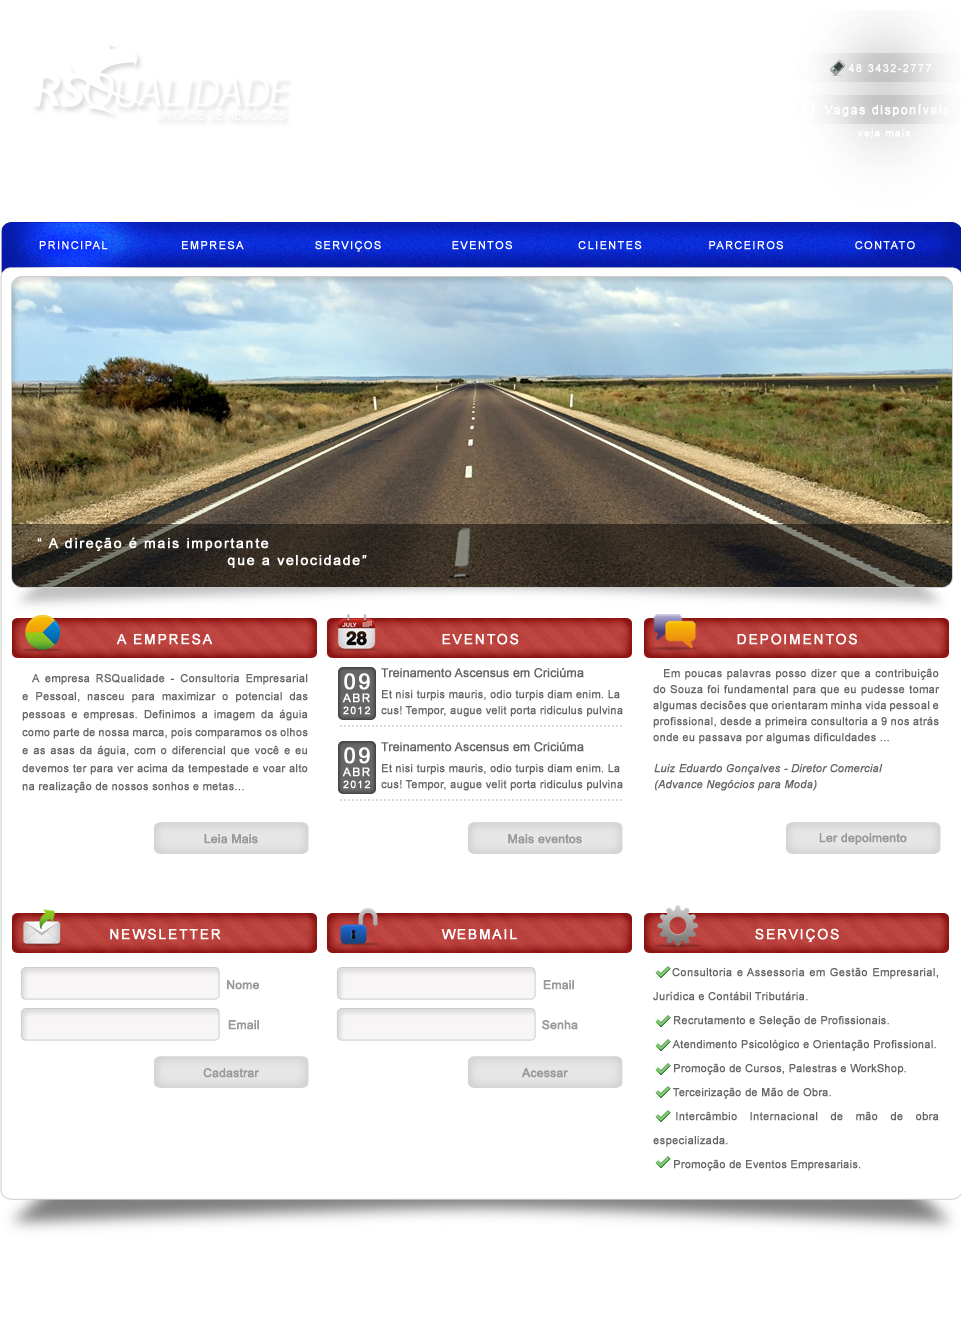 RSQUALIDADE
UNIDADE DE NEGÓCIOS
48 3432-2777
Vagas disponíveis
veja mais
PRINCIPAL EMPRESA SERVIÇOS EVENTOS CLIENTES PARCEIROS CONTATO
“ A direção é mais importante
que a velocidade”
A EMPRESA
A empresa RSQualidade - Consultoria Empresarial
e Pessoal, nasceu para maximizar o potencial das
pessoas e empresas. Definimos a imagem da águia
como parte de nossa marca, pois comparamos os olhos
e as asas da águia, com o diferencial que você e eu
devemos ter para ver acima da tempestade e voar alto
na realização de nossos sonhos e metas...
Leia Mais
JULY
28
EVENTOS
09
ABR
2012
Treinamento Ascensus em Criciúma
Et nisi turpis mauris, odio turpis diam enim. La
cus! Tempor, augue velit porta ridiculus pulvina
09
ABR
2012
Treinamento Ascensus em Criciúma
Et nisi turpis mauris, odio turpis diam enim. La
cus! Tempor, augue velit porta ridiculus pulvina
Mais eventos
DEPOIMENTOS
Em poucas palavras posso dizer que a contribuição
do Souza foi fundamental para que eu pudesse tomar
algumas decisões que orientaram minha vida pessoal e
profissional, desde a primeira consultoria a 9 nos atrás
onde eu passava por algumas dificuldades ...
Luiz Eduardo Gonçalves - Diretor Comercial
(Advance Negócios para Moda)
Ler depoimento
NEWSLETTER
Nome
Email
Cadastrar
WEBMAIL
Email
Senha
Acessar
SERVIÇOS
Consultoria e Assessoria em Gestão Empresarial,
Jurídica e Contábil Tributária.
Recrutamento e Seleção de Profissionais.
Atendimento Psicológico e Orientação Profissional.
Promoção de Cursos, Palestras e WorkShop.
Terceirização de Mão de Obra.
Intercâmbio Internacional de mão de obra
especializada.
Promoção de Eventos Empresariais.